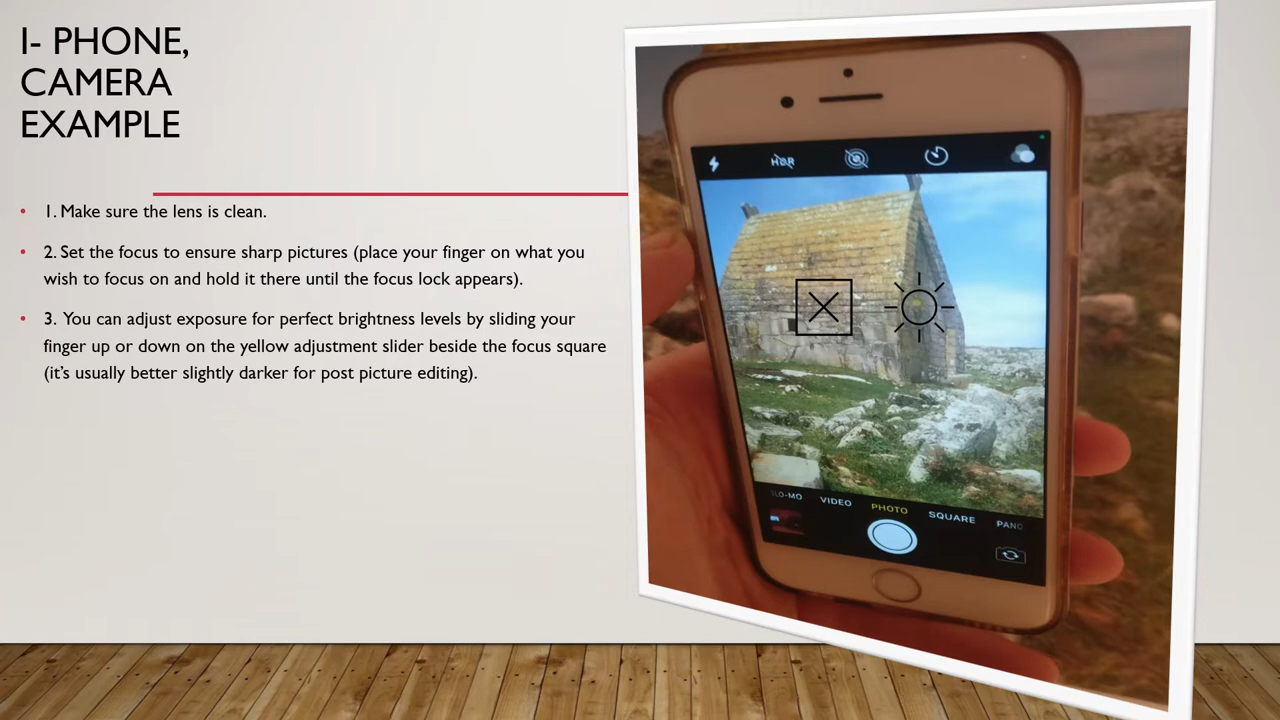 I- PHONE,
CAMERA
EXAMPLE
• 1. Make sure the lens is clean.
• 2. Set the focus to ensure sharp pictures (place your finger on what you
wish to focus on and hold it there until the focus lock appears).
• 3. You can adjust exposure for perfect brightness levels by sliding your
finger up or down on the yellow adjustment slider beside the focus square
(it's usually better slightly darker for post picture editing).
HDR
SLO-MO VIDEO PHOTO SQUARE PANO